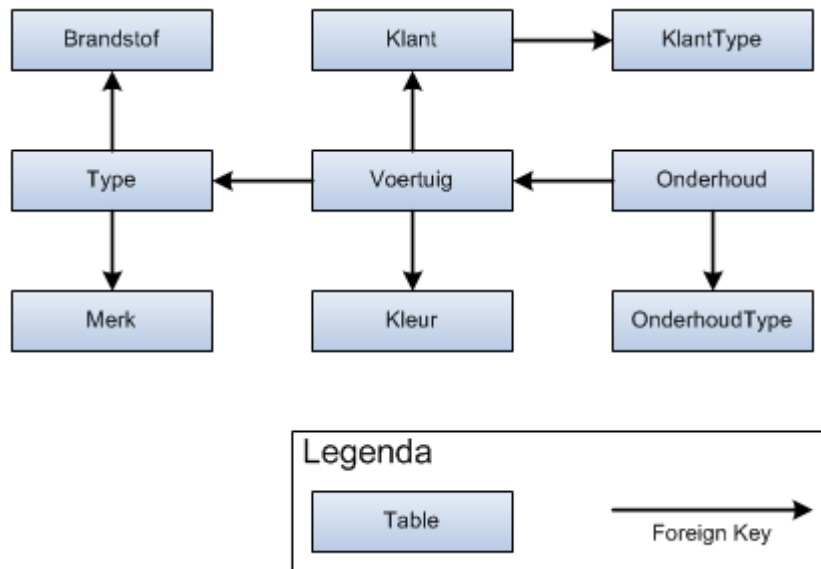 Brandstof
Klant
KlantType
Type
Voertuig
Onderhoud
Merk
Kleur
OnderhoudType
Legenda
Table
Foreign Key